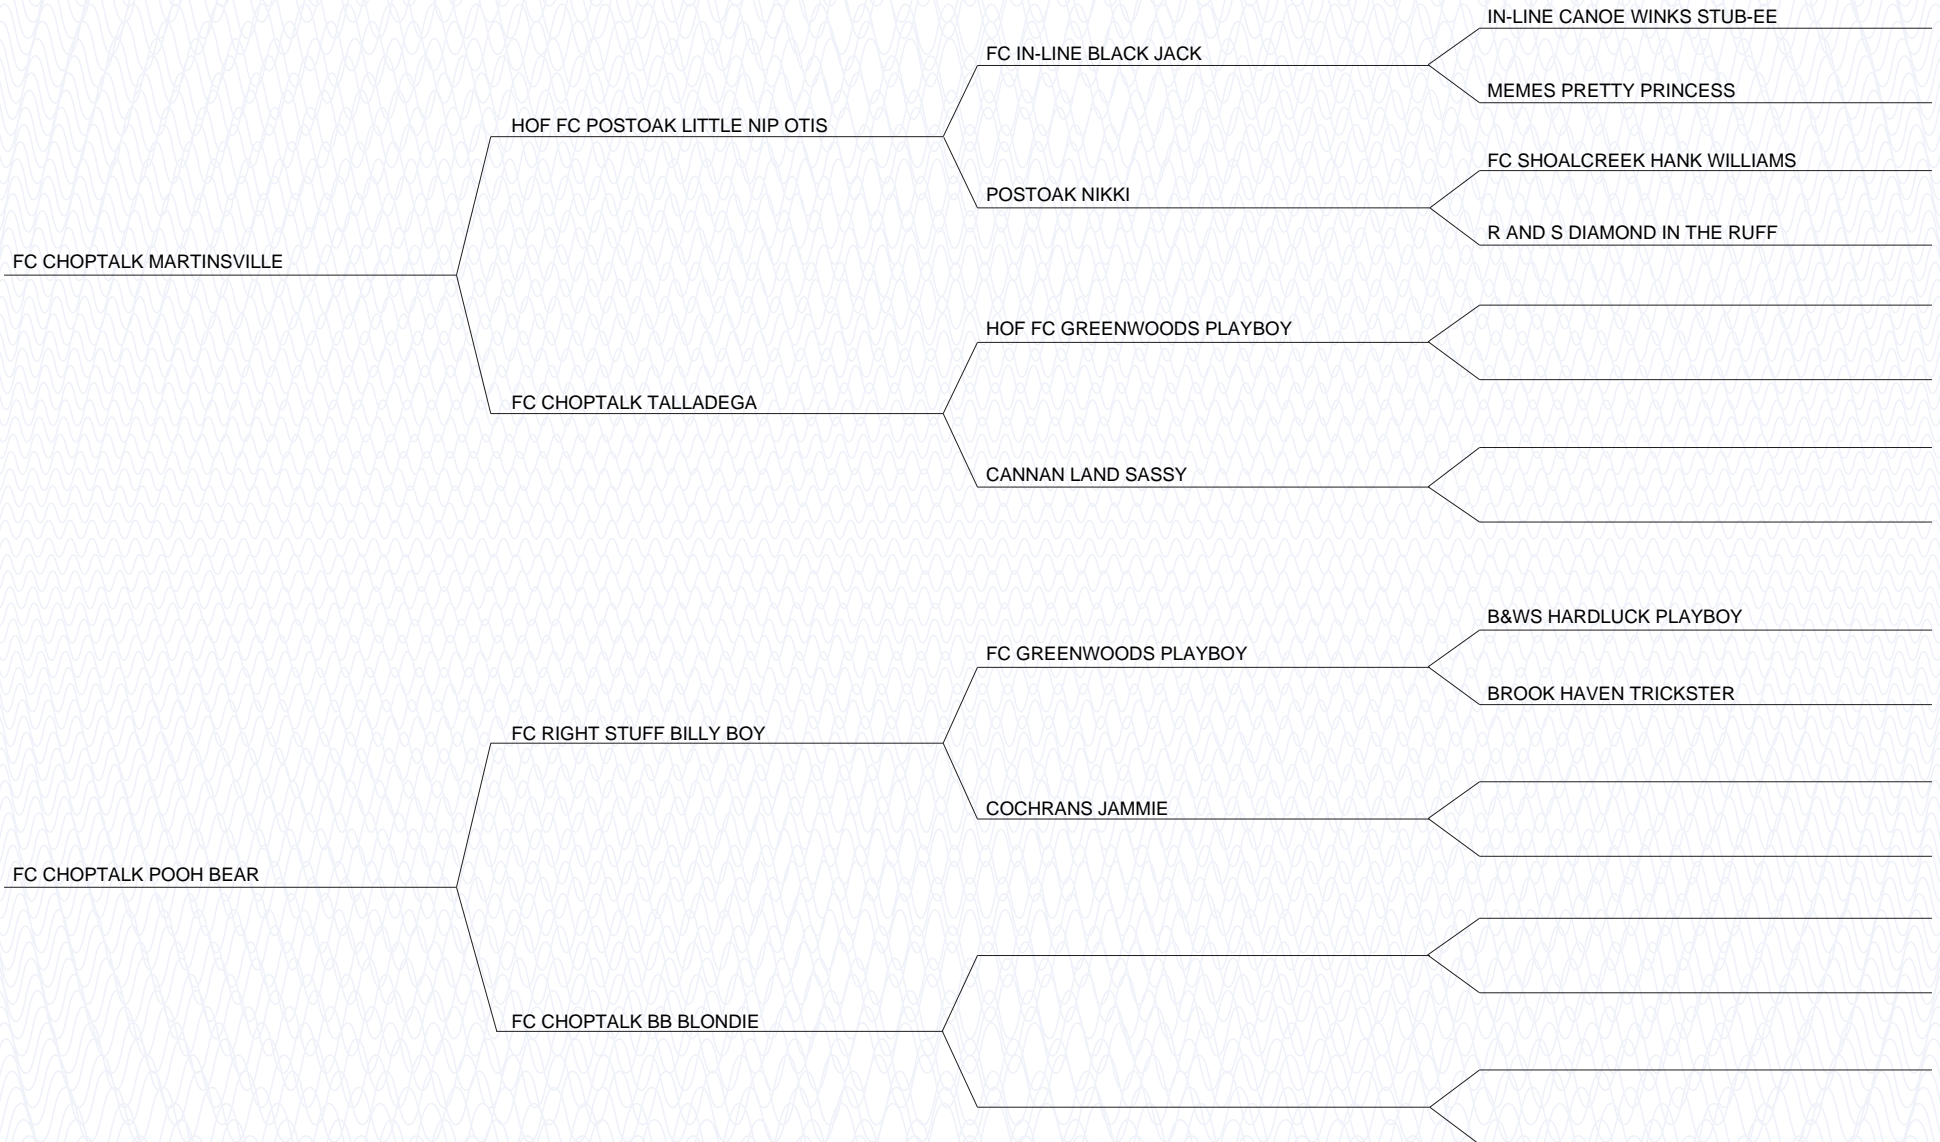 IN-LINE CANOE WINKS STUB-EE
FC IN-LINE BLACK JACK
MEMES PRETTY PRINCESS
HOF FC POSTOAK LITTLE NIP OTIS
FC SHOALCREEK HANK WILLIAMS
POSTOAK NIKKI
R AND S DIAMOND IN THE RUFF
FC CHOPTALK MARTINSVILLE
HOF FC GREENWOODS PLAYBOY
FC CHOPTALK TALLADEGA
CANNAN LAND SASSY
B&WS HARDLUCK PLAYBOY
FC GREENWOODS PLAYBOY
BROOK HAVEN TRICKSTER
FC RIGHT STUFF BILLY BOY
COCHRANS JAMMIE
FC CHOPTALK POOH BEAR
FC CHOPTALK BB BLONDIE